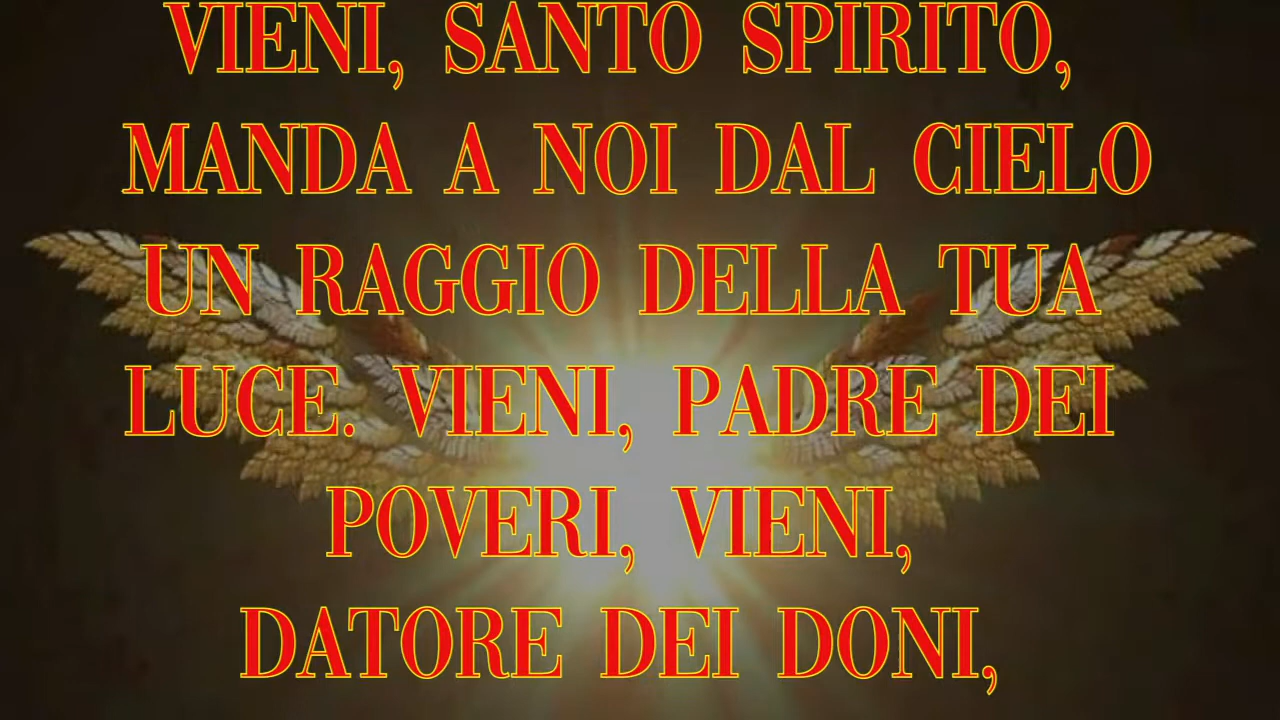 VIENI, SANTO SPIRITO,
MANDA A NOI DAL CIELO
UN RAGGIO DELLA TUA
LUCE. VIENI, PADRE DEI
POVERI, VIENI,
DATORE DEI DONI,